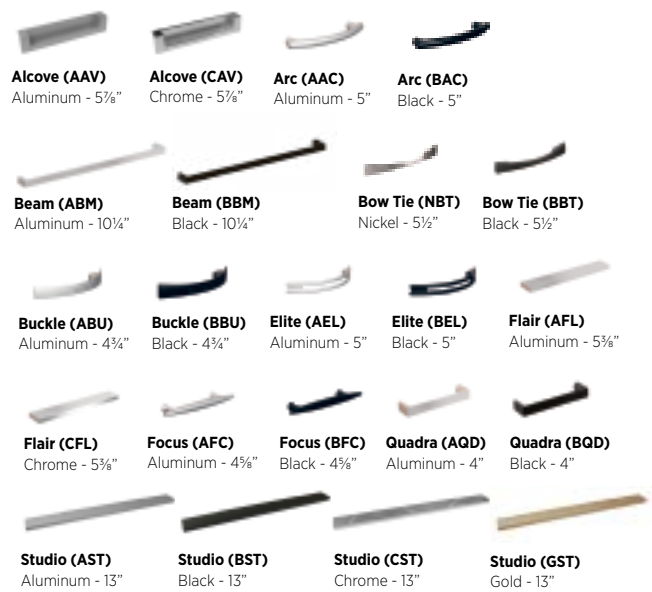 Alcove (AAV)
Aluminum - 5⅞”
Alcove (CAV)
Chrome - 5⅞”
Arc (AAC)
Aluminum - 5”
Arc (BAC)
Black - 5”
Beam (ABM)
Aluminum - 10¼”
Beam (BBM)
Black - 10¼”
Bow Tie (NBT)
Nickel - 5½”
Bow Tie (BBT)
Black - 5½”
Buckle (ABU)
Aluminum - 4¾”
Buckle (BBU)
Black - 4¾”
Elite (AEL)
Aluminum - 5”
Elite (BEL)
Black - 5”
Flair (AFL)
Aluminum - 5⅜”
Flair (CFL)
Chrome - 5⅜”
Focus (AFC)
Aluminum - 4⅝”
Focus (BFC)
Black - 4⅝”
Quadra (AQD)
Aluminum - 4”
Quadra (BQD)
Black - 4”
Studio (AST)
Aluminum - 13”
Studio (BST)
Black - 13”
Studio (CST)
Chrome - 13”
Studio (GST)
Gold - 13”